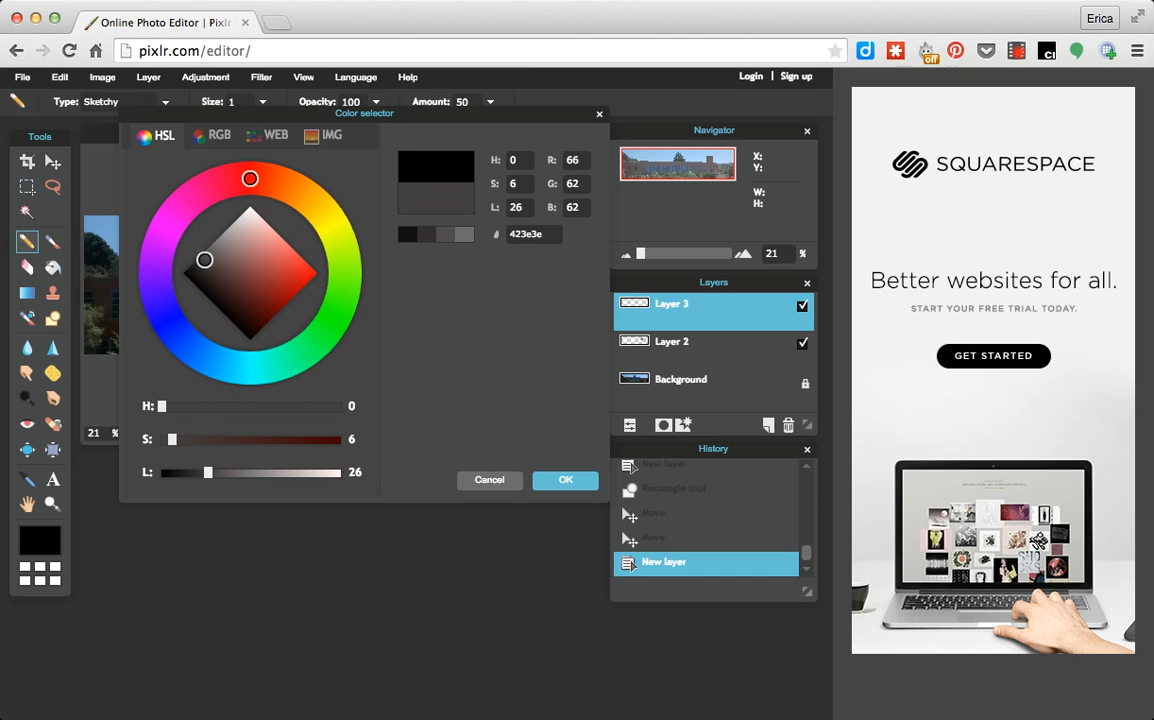 Online Photo Editor | Pixlr
Erica
pixlr.com/editor/
off
File Edit Image Layer Adjustment Filter View Language Help
Login | Sign up
Type: Sketchy Size: 1 Opacity: 100 Amount: 50
Color selector
Tools
HSL RGB WEB IMG
H: 0 R: 66
S: 6 G: 62
L: 26 B: 62
# 423e3e
H: 0
S: 6
L: 26
Cancel OK
21 %
Navigator
X:
Y:
W:
H:
21 %
Layers
Layer 3
Layer 2
Background
History
New layer
Rectangle tool
Move
Move
New layer
SQUARESPACE
Better websites for all.
START YOUR FREE TRIAL TODAY.
GET STARTED